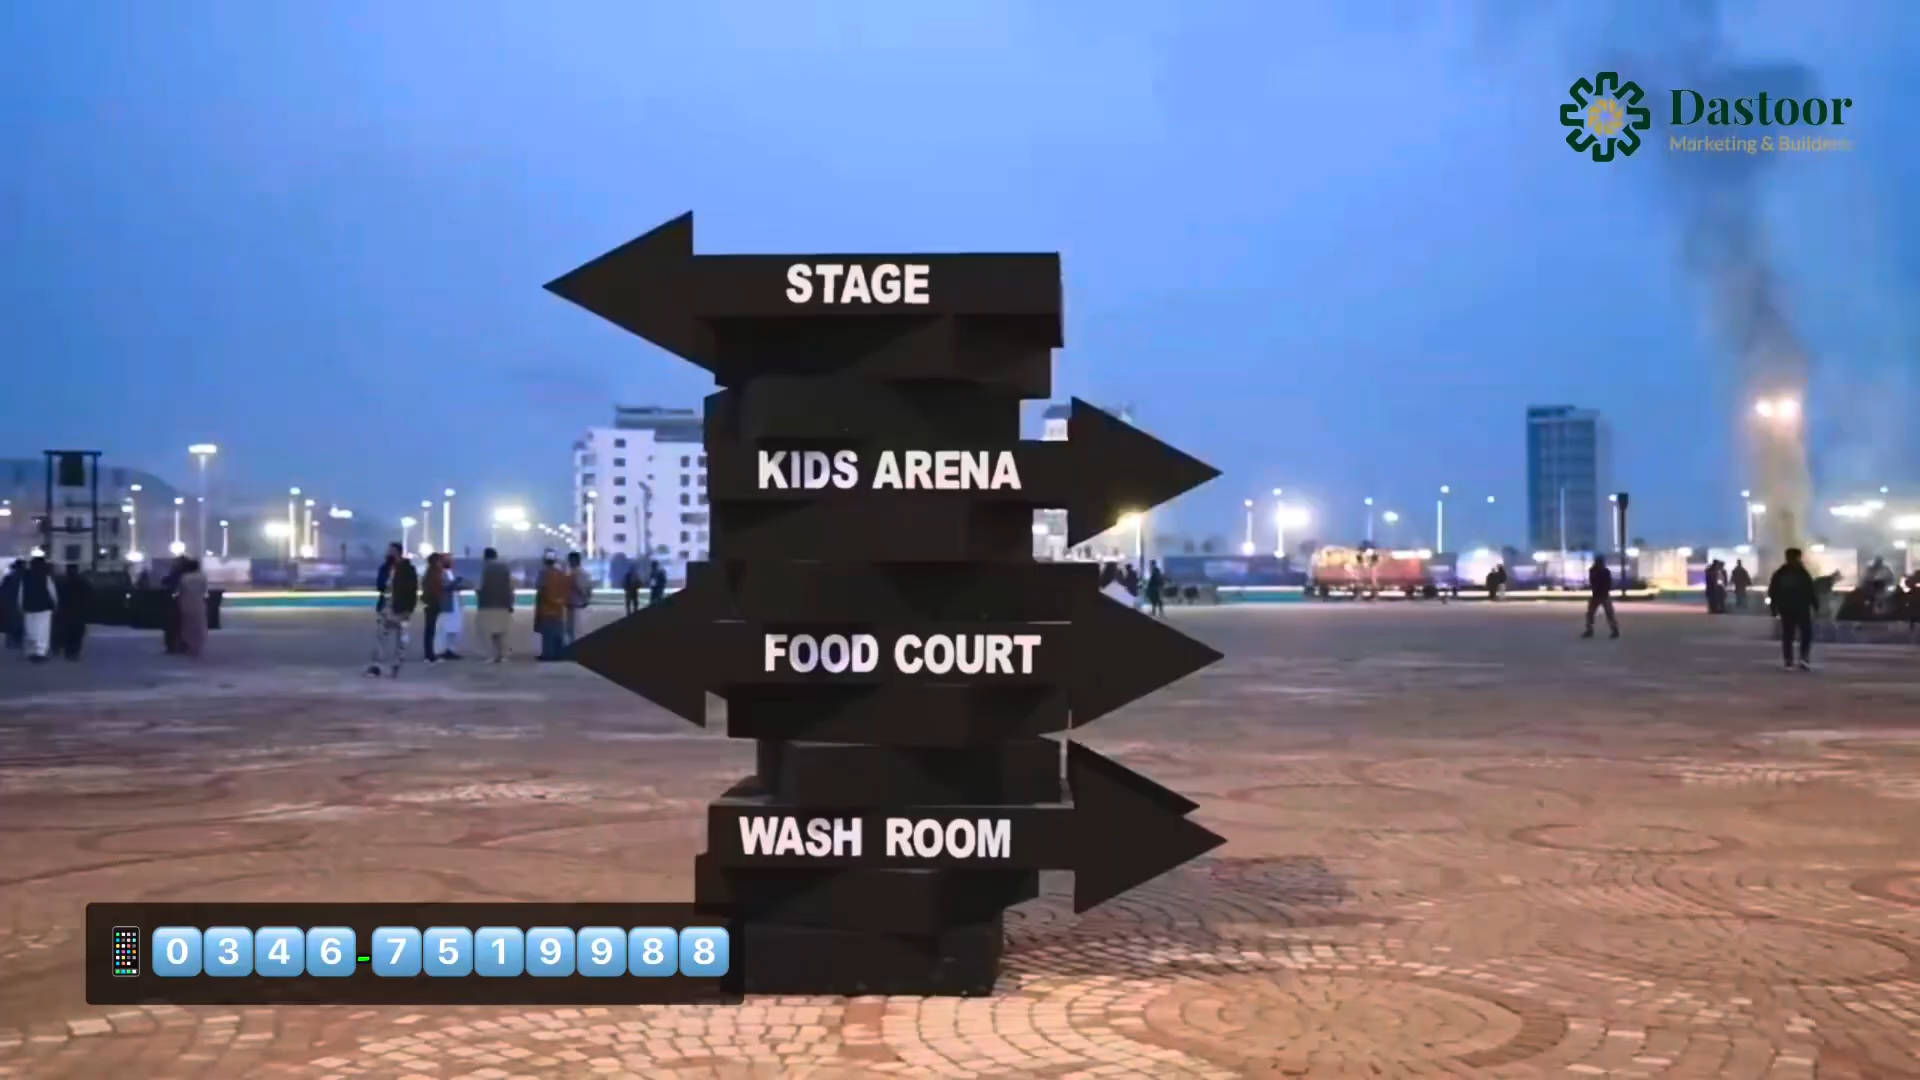 Dastoor
Marketing & Builders
STAGE
KIDS ARENA
FOOD COURT
WASH ROOM
0346-7519988